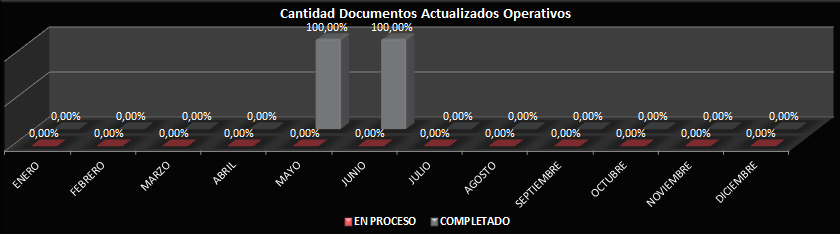 Cantidad Documentos Actualizados Operativos
100,00% 100,00%
0,00% 0,00% 0,00% 0,00% 0,00% 0,00% 0,00% 0,00% 0,00% 0,00%
0,00% 0,00% 0,00% 0,00% 0,00% 0,00% 0,00% 0,00% 0,00% 0,00% 0,00% 0,00%
ENERO FEBRERO MARZO ABRIL MAYO JUNIO JULIO AGOSTO SEPTIEMBRE OCTUBRE NOVIEMBRE DICIEMBRE
EN PROCESO COMPLETADO